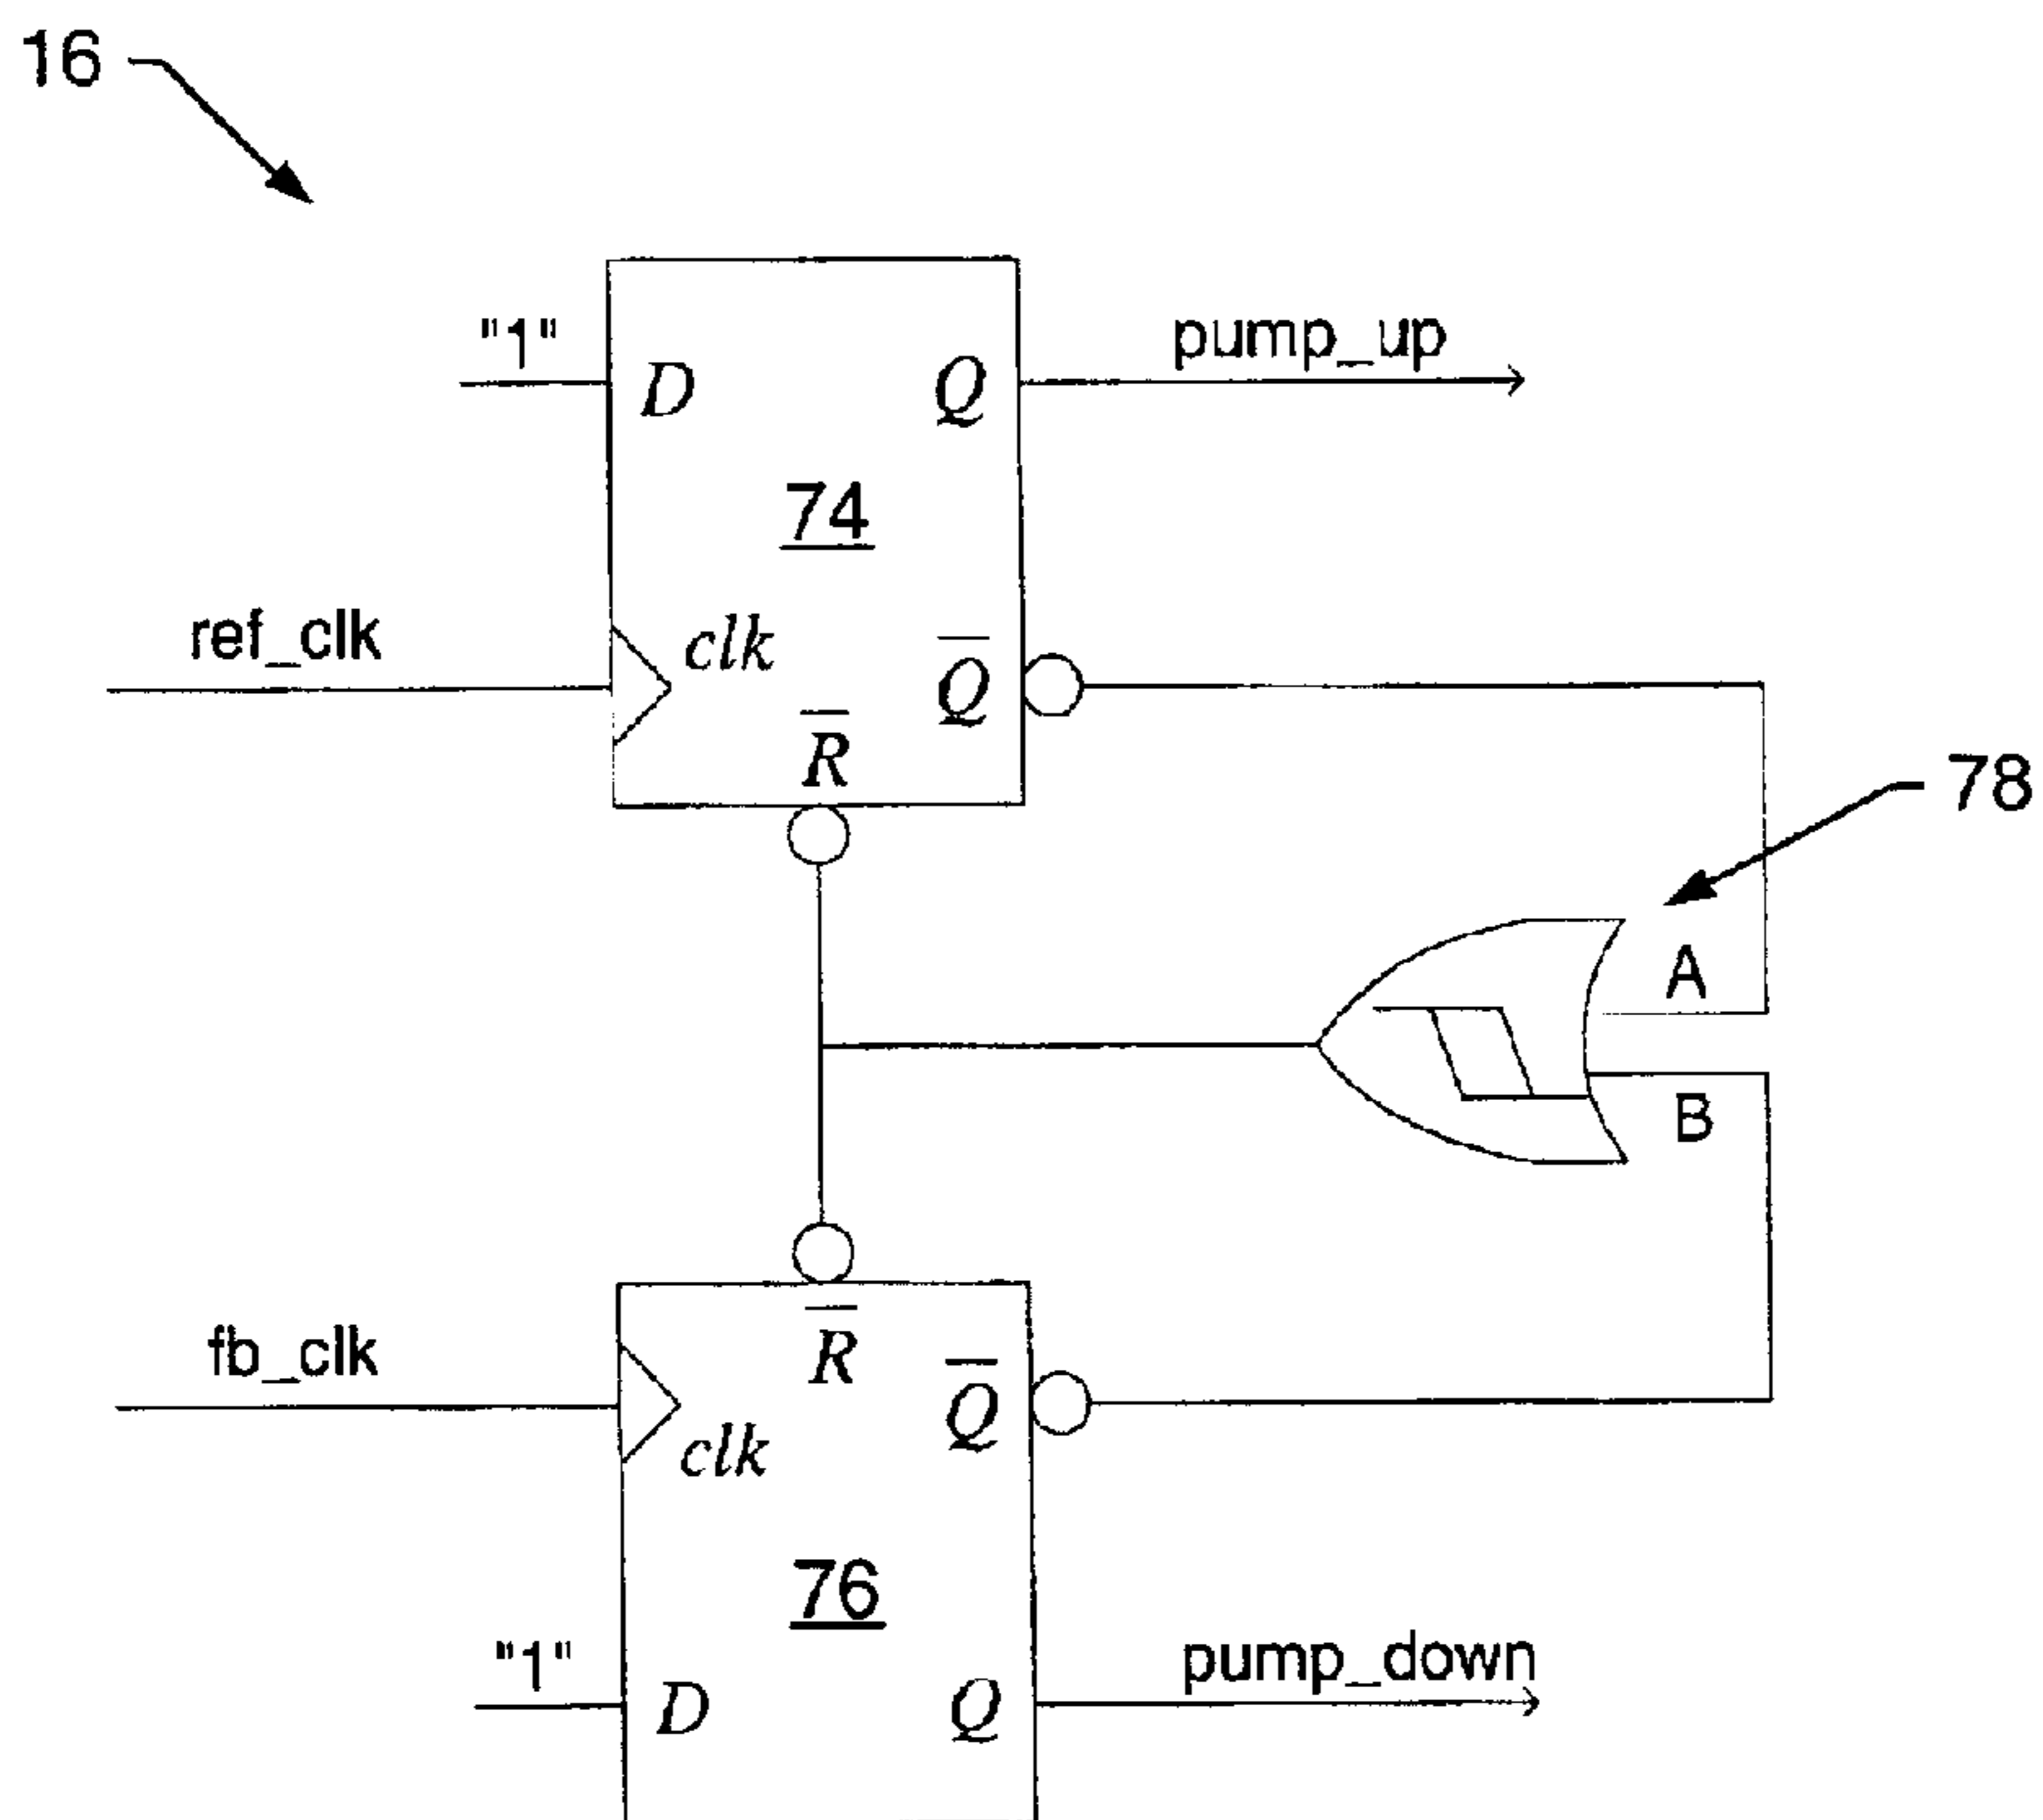 16
"1"
pump_up
D
Q
74
ref_clk
clk
Q̅
R̅
78
A
B
R̅
fb_clk
Q̅
clk
76
"1"
pump_down
D
Q